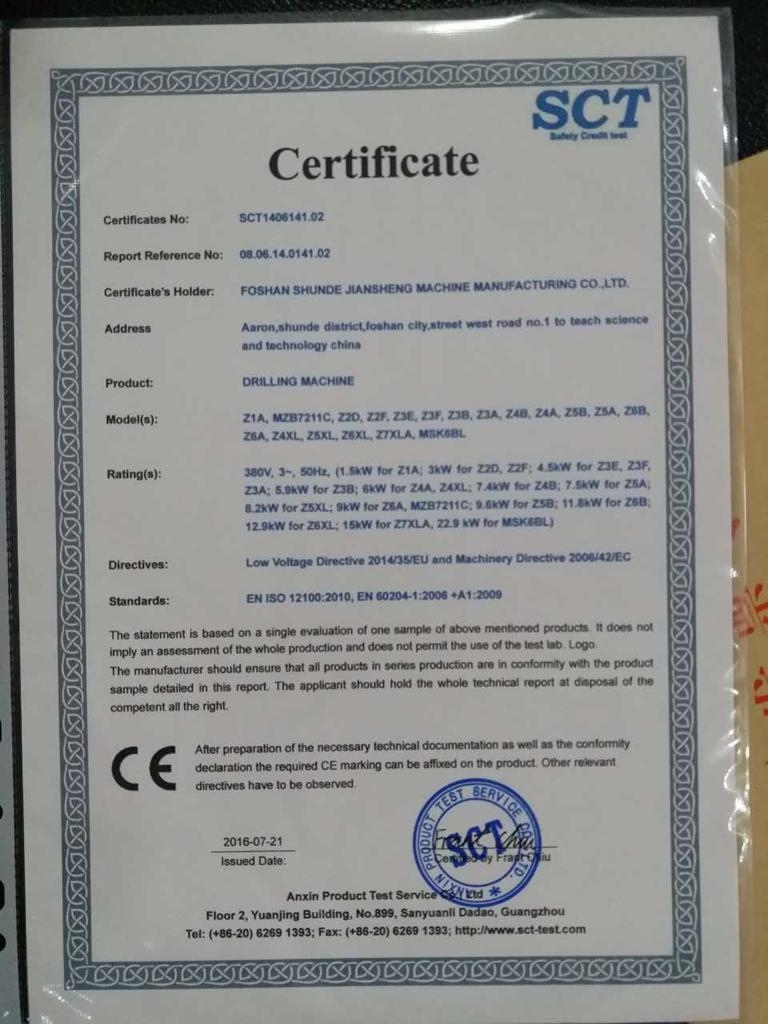 SCT
Safety Credit test
Certificate
Certificates No: SCT1406141.02
Report Reference No: 08.06.14.0141.02
Certificate's Holder: FOSHAN SHUNDE JIANSHENG MACHINE MANUFACTURING CO.,LTD.
Address Aaron,shunde district,foshan city,street west road no.1 to teach science
and technology china
Product: DRILLING MACHINE
Model(s): Z1A, MZB7211C, Z2D, Z2F, Z3E, Z3F, Z3B, Z3A, Z4B, Z4A, Z5B, Z5A, Z6B,
Z6A, Z4XL, Z5XL, Z6XL, Z7XLA, MSK6BL
Rating(s): 380V, 3~, 50Hz, (1.5kW for Z1A; 3kW for Z2D, Z2F; 4.5kW for Z3E, Z3F,
Z3A; 5.9kW for Z3B; 6kW for Z4A, Z4XL; 7.4kW for Z4B; 7.5kW for Z5A;
8.2kW for Z5XL; 9kW for Z6A, MZB7211C; 9.6kW for Z5B; 11.8kW for Z6B;
12.9kW for Z6XL; 15kW for Z7XLA, 22.9 kW for MSK6BL)
Directives: Low Voltage Directive 2014/35/EU and Machinery Directive 2006/42/EC
Standards: EN ISO 12100:2010, EN 60204-1:2006 +A1:2009
The statement is based on a single evaluation of one sample of above mentioned products. It does not
imply an assessment of the whole production and does not permit the use of the test lab. Logo.
The manufacturer should ensure that all products in series production are in conformity with the product
sample detailed in this report. The applicant should hold the whole technical report at disposal of the
competent all the right.
CE
After preparation of the necessary technical documentation as well as the conformity
declaration the required CE marking can be affixed on the product. Other relevant
directives have to be observed.
ANXIN PRODUCT TEST SERVICE CO., LTD.
SCT
Frant Chiu
2016-07-21
Issued Date:
Certified by Frant Chiu
Anxin Product Test Service Co., Ltd
Floor 2, Yuanjing Building, No.899, Sanyuanli Dadao, Guangzhou
Tel: (+86-20) 6269 1393; Fax: (+86-20) 6269 1393; http://www.sct-test.com